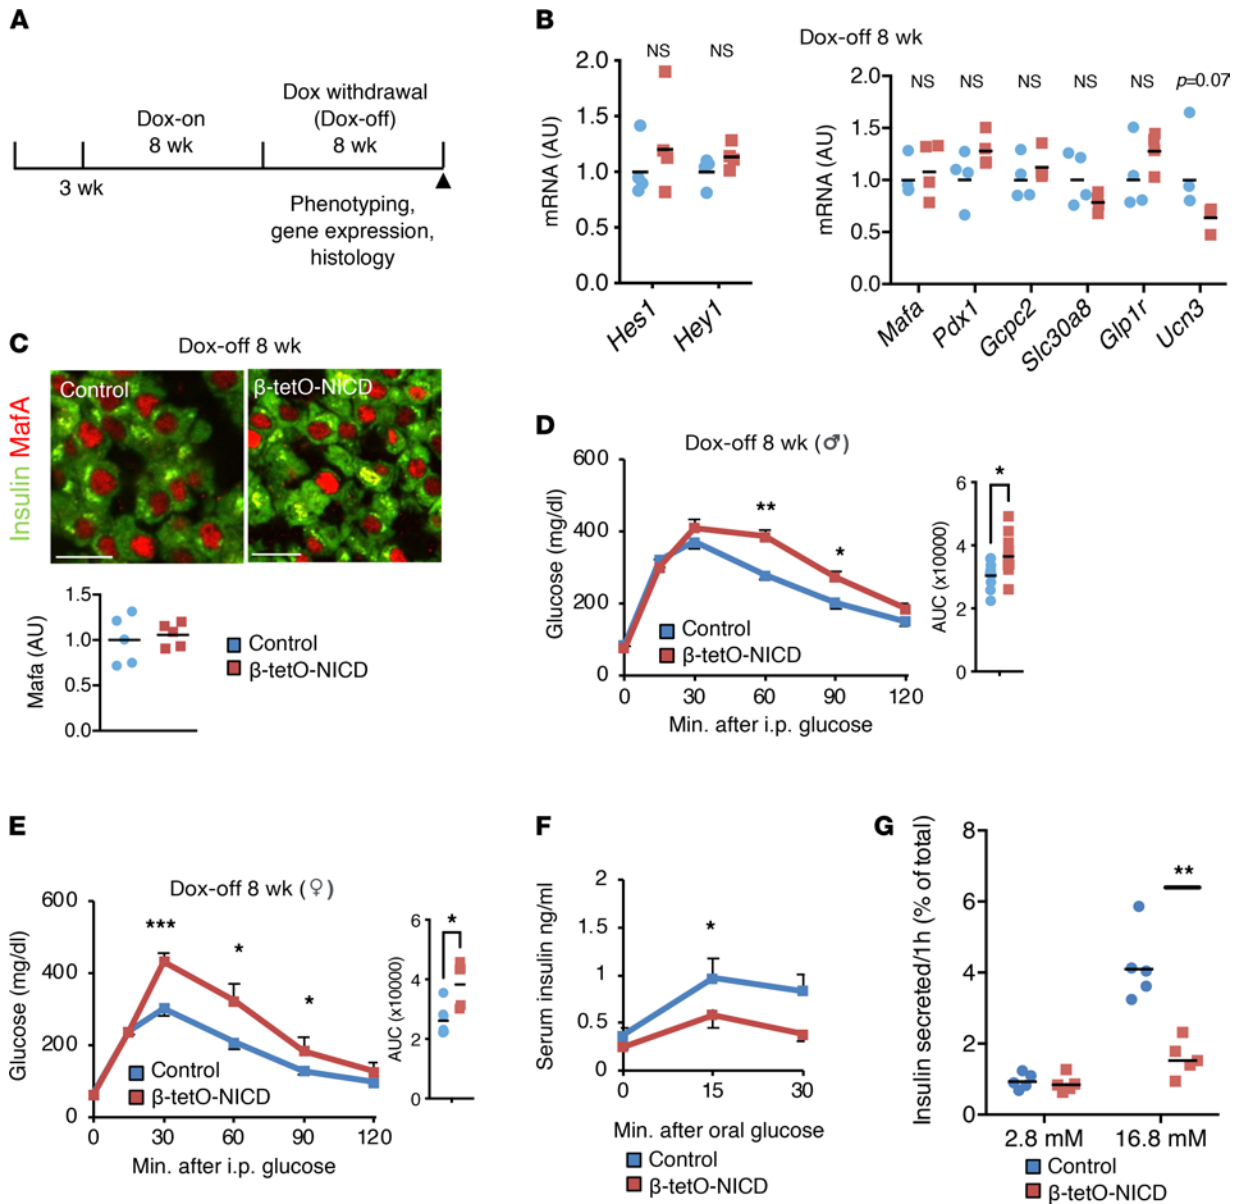 A
Dox-on
8 wk
Dox withdrawal
(Dox-off)
8 wk
3 wk
Phenotyping,
gene expression,
histology
B
Dox-off 8 wk
NS NS
mRNA (AU)
2.0
1.5
1.0
0.5
0.0
Hes1 Hey1
NS NS NS NS NS p=0.07
mRNA (AU)
2.0
1.5
1.0
0.5
0.0
Mafa Pdx1 Gcpc2 Slc30a8 Glp1r Ucn3
C
Dox-off 8 wk
Insulin MafA
Control
β-tetO-NICD
Mafa (AU)
1.5
1.0
0.5
0.0
Control
β-tetO-NICD
D
Dox-off 8 wk (♂)
Glucose (mg/dl)
600
400
200
0
** *
Control
β-tetO-NICD
0 30 60 90 120
Min. after i.p. glucose
AUC (x10000)
6
4
2
0
*
E
Dox-off 8 wk (♀)
Glucose (mg/dl)
600
400
200
0
*** * *
Control
β-tetO-NICD
0 30 60 90 120
Min. after i.p. glucose
AUC (x10000)
6
4
2
0
*
F
Serum insulin ng/ml
2
1.5
1
0.5
0
*
0 15 30
Min. after oral glucose
Control
β-tetO-NICD
G
Insulin secreted/1h (% of total)
8
6
4
2
0
**
2.8 mM 16.8 mM
Control
β-tetO-NICD